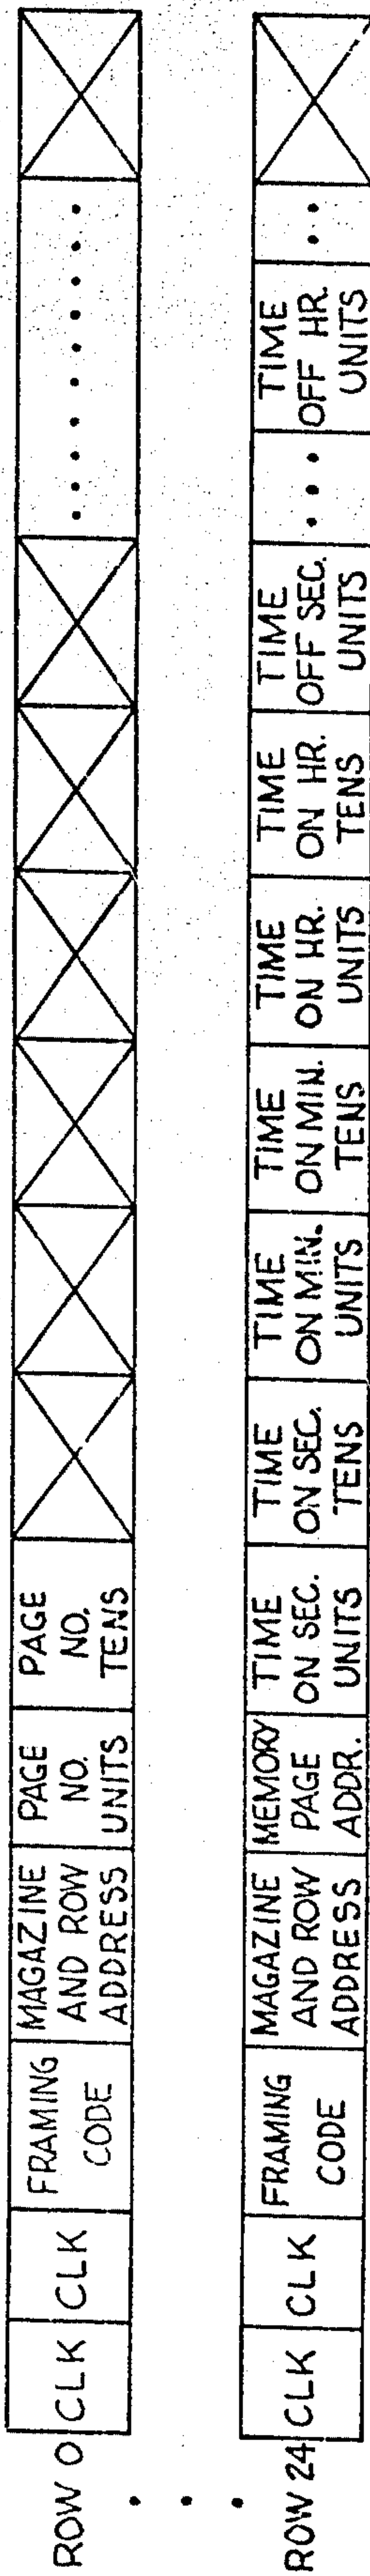 ROW 0
CLK
CLK
FRAMING
CODE
MAGAZINE
AND ROW
ADDRESS
PAGE
NO.
UNITS
PAGE
NO.
TENS
ROW 24
CLK
CLK
FRAMING
CODE
MAGAZINE
AND ROW
ADDRESS
MEMORY
PAGE
ADDR.
TIME
ON SEC.
UNITS
TIME
ON SEC.
TENS
TIME
ON MIN.
UNITS
TIME
ON MIN.
TENS
TIME
ON HR.
UNITS
TIME
ON HR.
TENS
TIME
OFF SEC.
UNITS
TIME
OFF HR.
UNITS